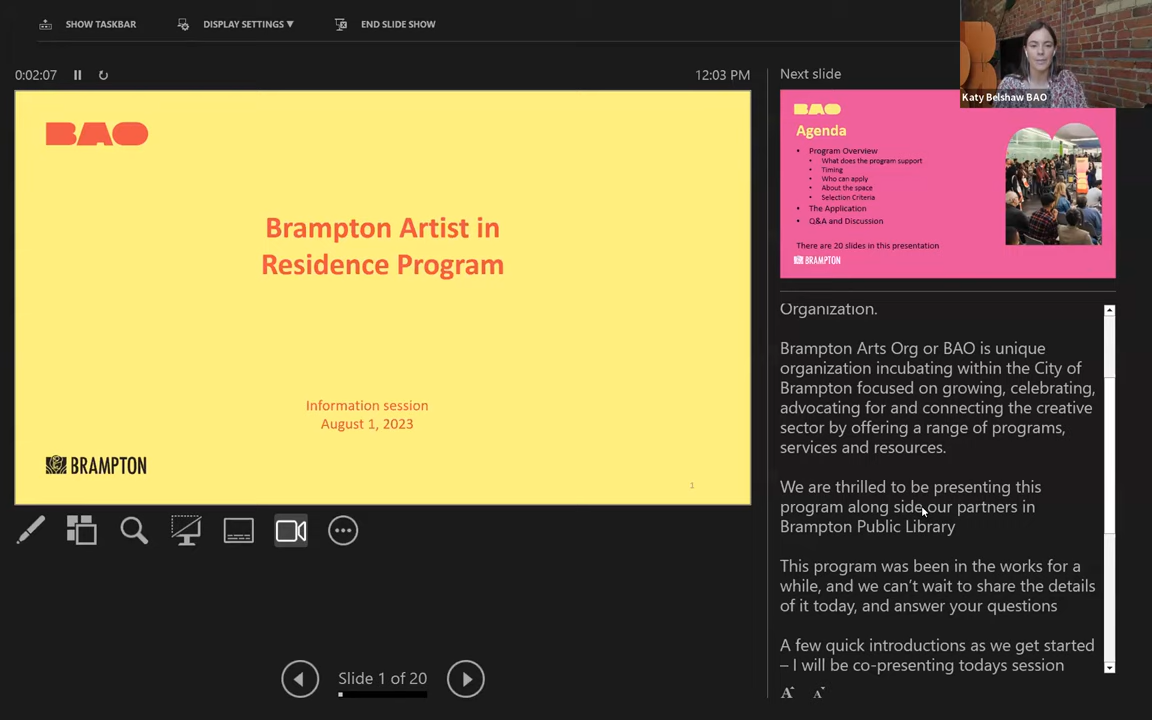 SHOW TASKBAR
DISPLAY SETTINGS ▼
END SLIDE SHOW
0:02:07
12:03 PM
BAO
Brampton Artist in
Residence Program
Information session
August 1, 2023
BRAMPTON
1
Slide 1 of 20
Next slide
Katy Belshaw BAO
BAO
Agenda
• Program Overview
• What does the program support
• Timing
• Who can apply
• About the space
• Selection Criteria
• The Application
• Q&A and Discussion
There are 20 slides in this presentation
BRAMPTON
Organization.
Brampton Arts Org or BAO is unique
organization incubating within the City of
Brampton focused on growing, celebrating,
advocating for and connecting the creative
sector by offering a range of programs,
services and resources.
We are thrilled to be presenting this
program along side our partners in
Brampton Public Library
This program was been in the works for a
while, and we can't wait to share the details
of it today, and answer your questions
A few quick introductions as we get started
– I will be co-presenting todays session
A A